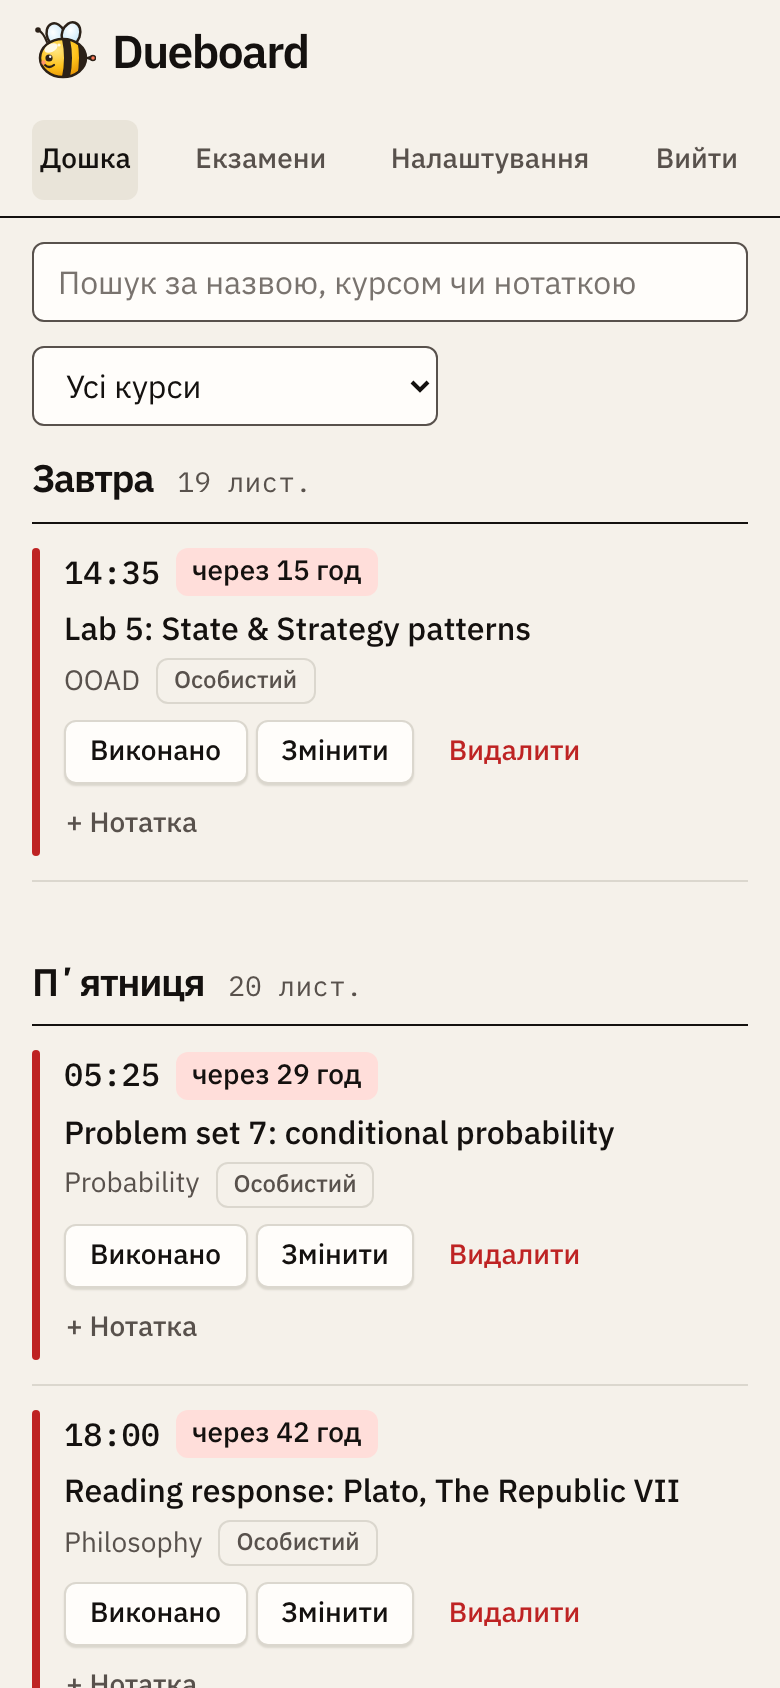 Dueboard
Дошка Екзамени Налаштування Вийти
Пошук за назвою, курсом чи нотаткою
Усі курси
Завтра 19 лист.
14:35 через 15 год
Lab 5: State & Strategy patterns
OOAD Особистий
Виконано Змінити Видалити
+ Нотатка
Пʼятниця 20 лист.
05:25 через 29 год
Problem set 7: conditional probability
Probability Особистий
Виконано Змінити Видалити
+ Нотатка
18:00 через 42 год
Reading response: Plato, The Republic VII
Philosophy Особистий
Виконано Змінити Видалити
+ Нотатка